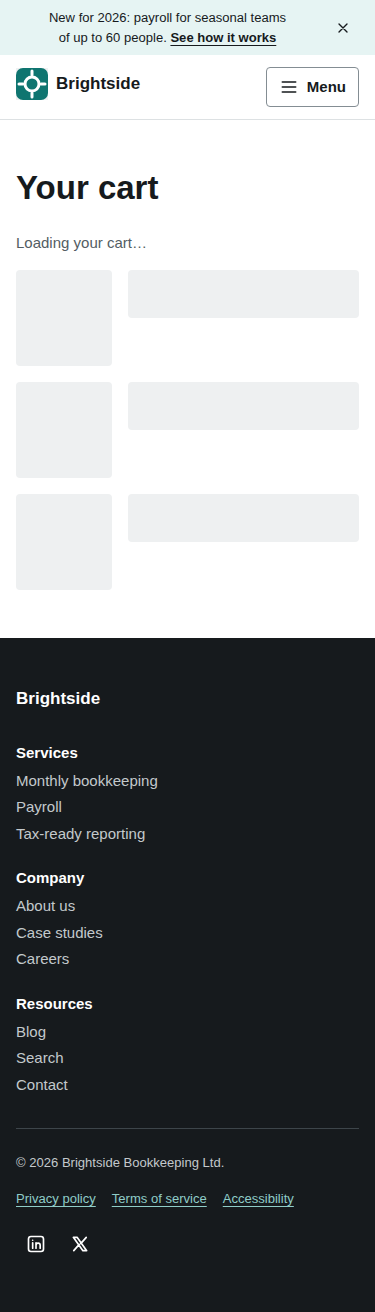 New for 2026: payroll for seasonal teams
of up to 60 people. See how it works
Brightside
Menu
Your cart
Loading your cart…
Brightside
Services
Monthly bookkeeping
Payroll
Tax-ready reporting
Company
About us
Case studies
Careers
Resources
Blog
Search
Contact
© 2026 Brightside Bookkeeping Ltd.
Privacy policy Terms of service Accessibility